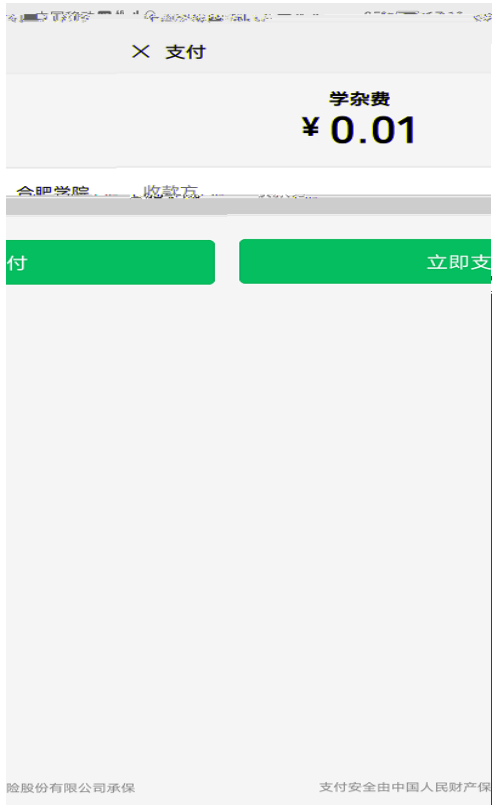 支付
学杂费
¥ 0.01
合肥学院 收款方
付 立即支
险股份有限公司承保 支付安全由中国人民财产保